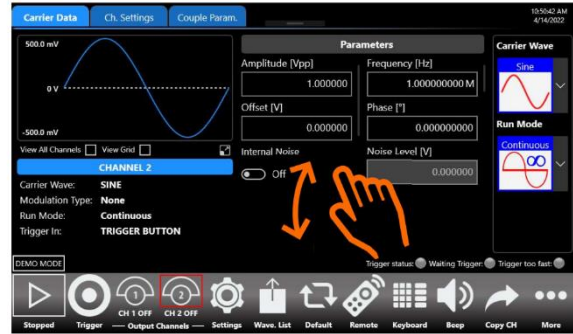 Carrier Data
Ch. Settings
Couple Param.
10:50:42 AM
4/14/2022
500.0 mV
0 V
-500.0 mV
View All Channels
View Grid
CHANNEL 2
Carrier Wave: SINE
Modulation Type: None
Run Mode: Continuous
Trigger In: TRIGGER BUTTON
Parameters
Amplitude [Vpp]
Frequency [Hz]
1.000000
1.000000000 M
Offset [V]
Phase [°]
0.000000
0.000000000
Internal Noise
Noise Level [V]
Off
0.000000
Carrier Wave
Sine
Run Mode
Continuous
DEMO MODE
Trigger status:
Waiting Trigger:
Trigger too fast:
1
2
CH 1 OFF
CH 2 OFF
Stopped
Trigger
Output Channels
Settings
Wave. List
Default
Remote
Keyboard
Beep
Copy CH
More